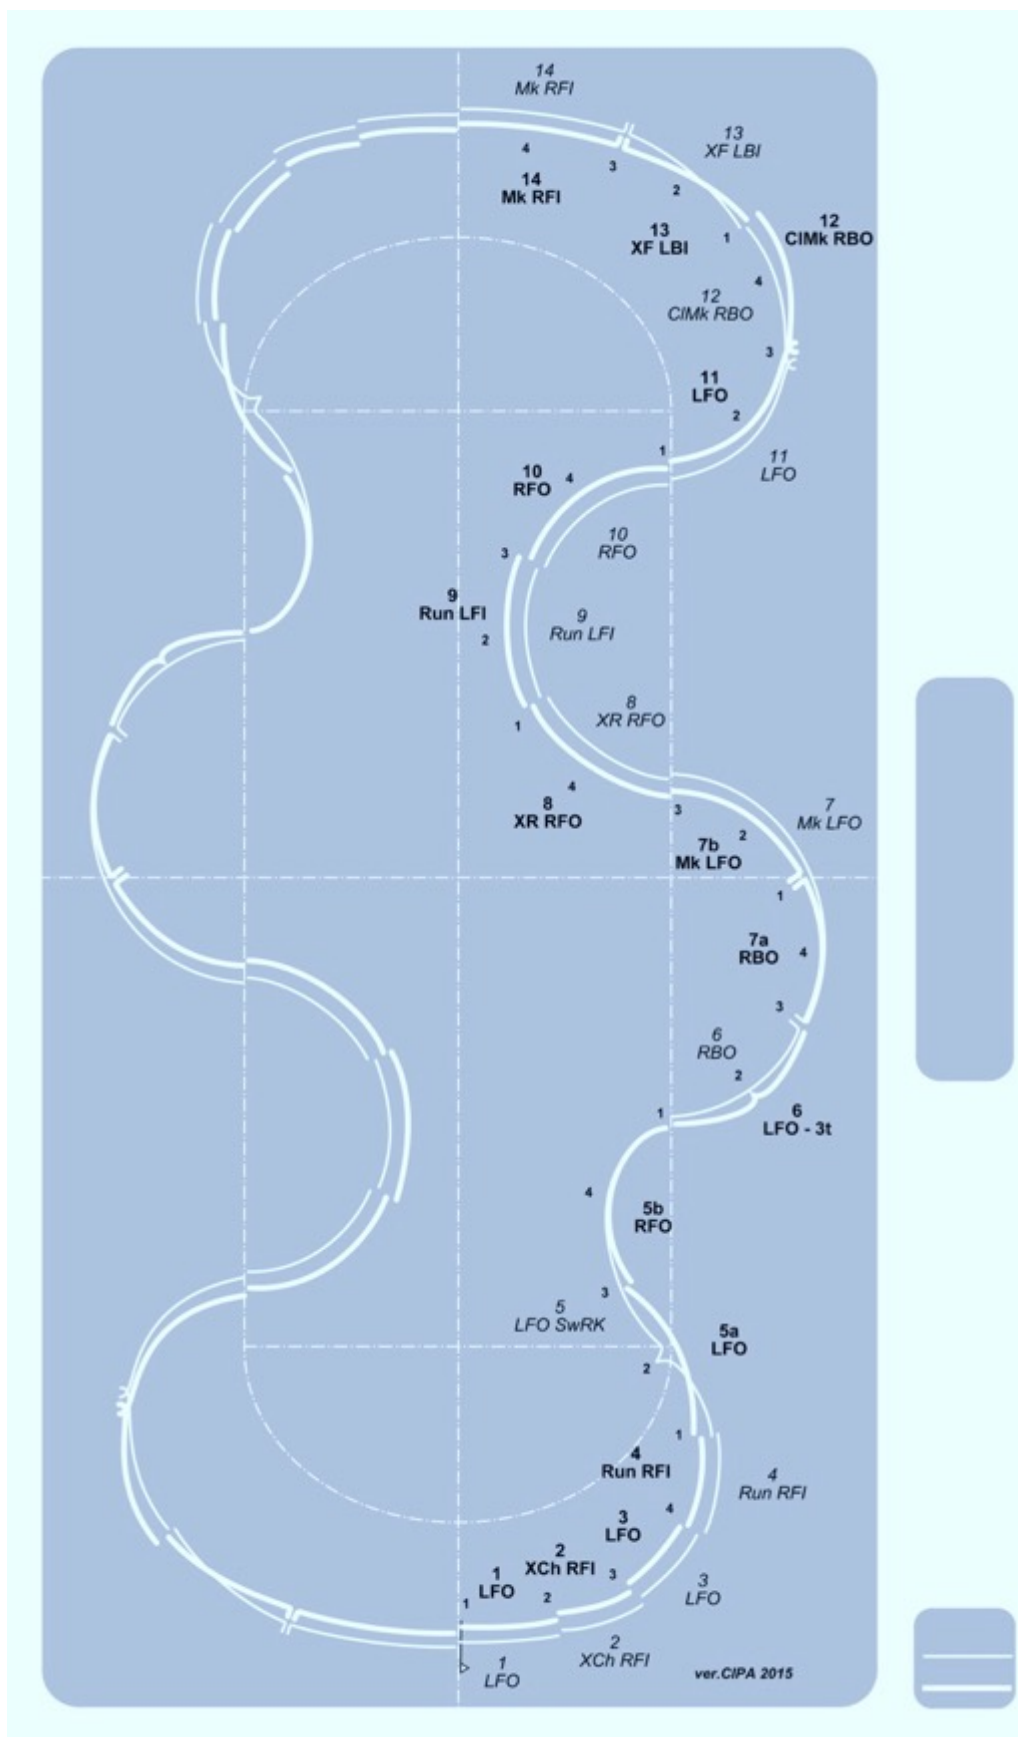 14
Mk RFI
13
XF LBI
4
3
14
Mk RFI
2
12
ClMk RBO
13
XF LBI
1
4
12
ClMk RBO
3
11
LFO
2
1
11
LFO
10
RFO
4
10
RFO
3
9
Run LFI
9
Run LFI
2
8
XR RFO
1
4
8
XR RFO
3
7
Mk LFO
2
7b
Mk LFO
1
7a
RBO
4
3
6
RBO
2
1
6
LFO - 3t
4
5b
RFO
3
5
LFO SwRK
5a
LFO
2
1
4
Run RFI
4
Run RFI
4
3
LFO
2
XCh RFI
3
1
LFO
2
1
3
LFO
2
XCh RFI
1
LFO
ver.CIPA 2015